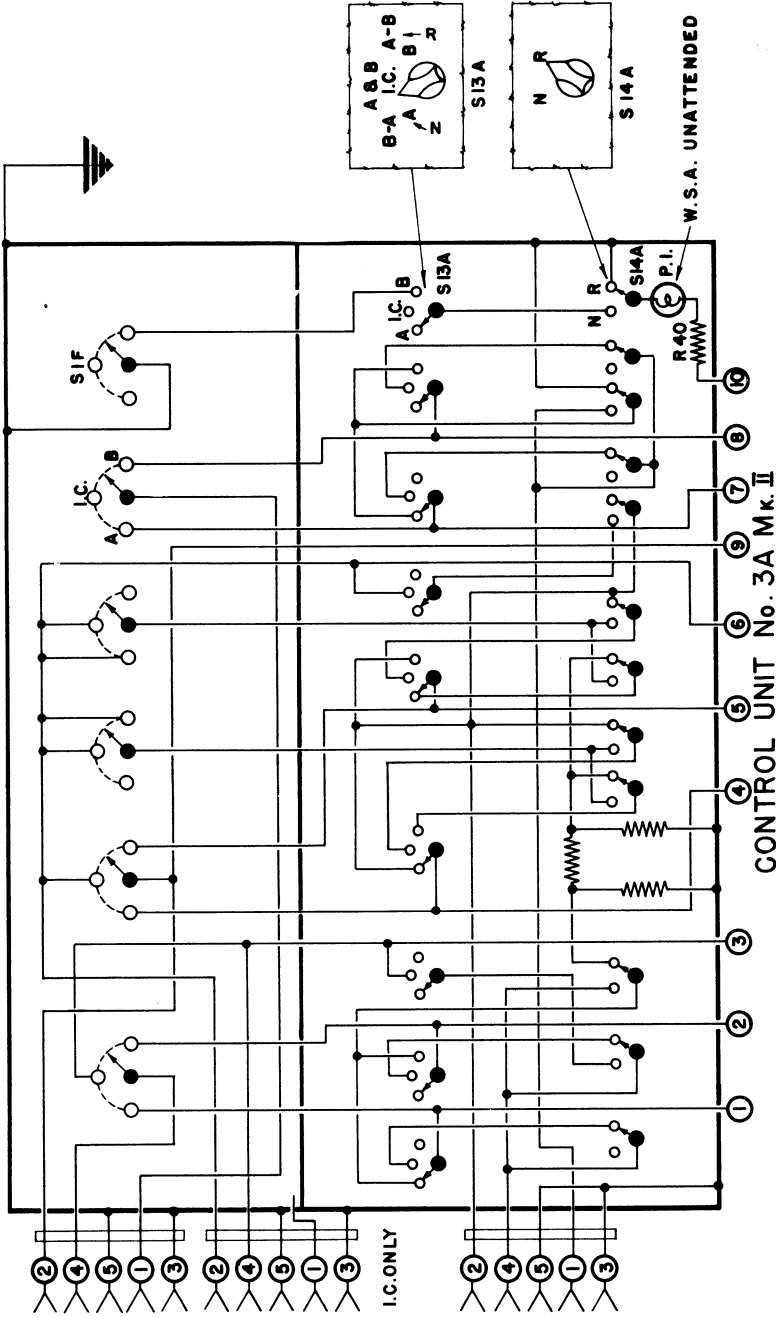 B-A A & B A-B
I.C.
A B
N R
S13A
N R
S14A
W.S.A. UNATTENDED
S1F
I.C.
A B
I.C.
A B
S13A
N R
S14A
P.I.
R40
2
4
5
1
3
2
4
5
1
3
I.C. ONLY
2
4
5
1
3
1 2 3 4 5 6 9 7 8 10
CONTROL UNIT No. 3A Mk. II